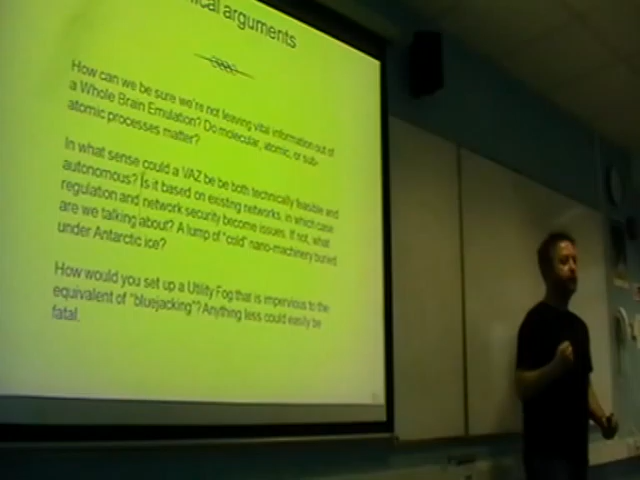 ical arguments
How can we be sure we're not leaving vital information out of
a Whole Brain Emulation? Do molecular, atomic, or sub-
atomic processes matter?
In what sense could a VAZ be be both technically feasible and
autonomous? Is it based on existing networks, in which case
regulation and network security become issues. If not, what
are we talking about? A lump of "cold" nano-machinery buried
under Antarctic ice?
How would you set up a Utility Fog that is impervious to the
equivalent of "bluejacking"? Anything less could easily be
fatal.